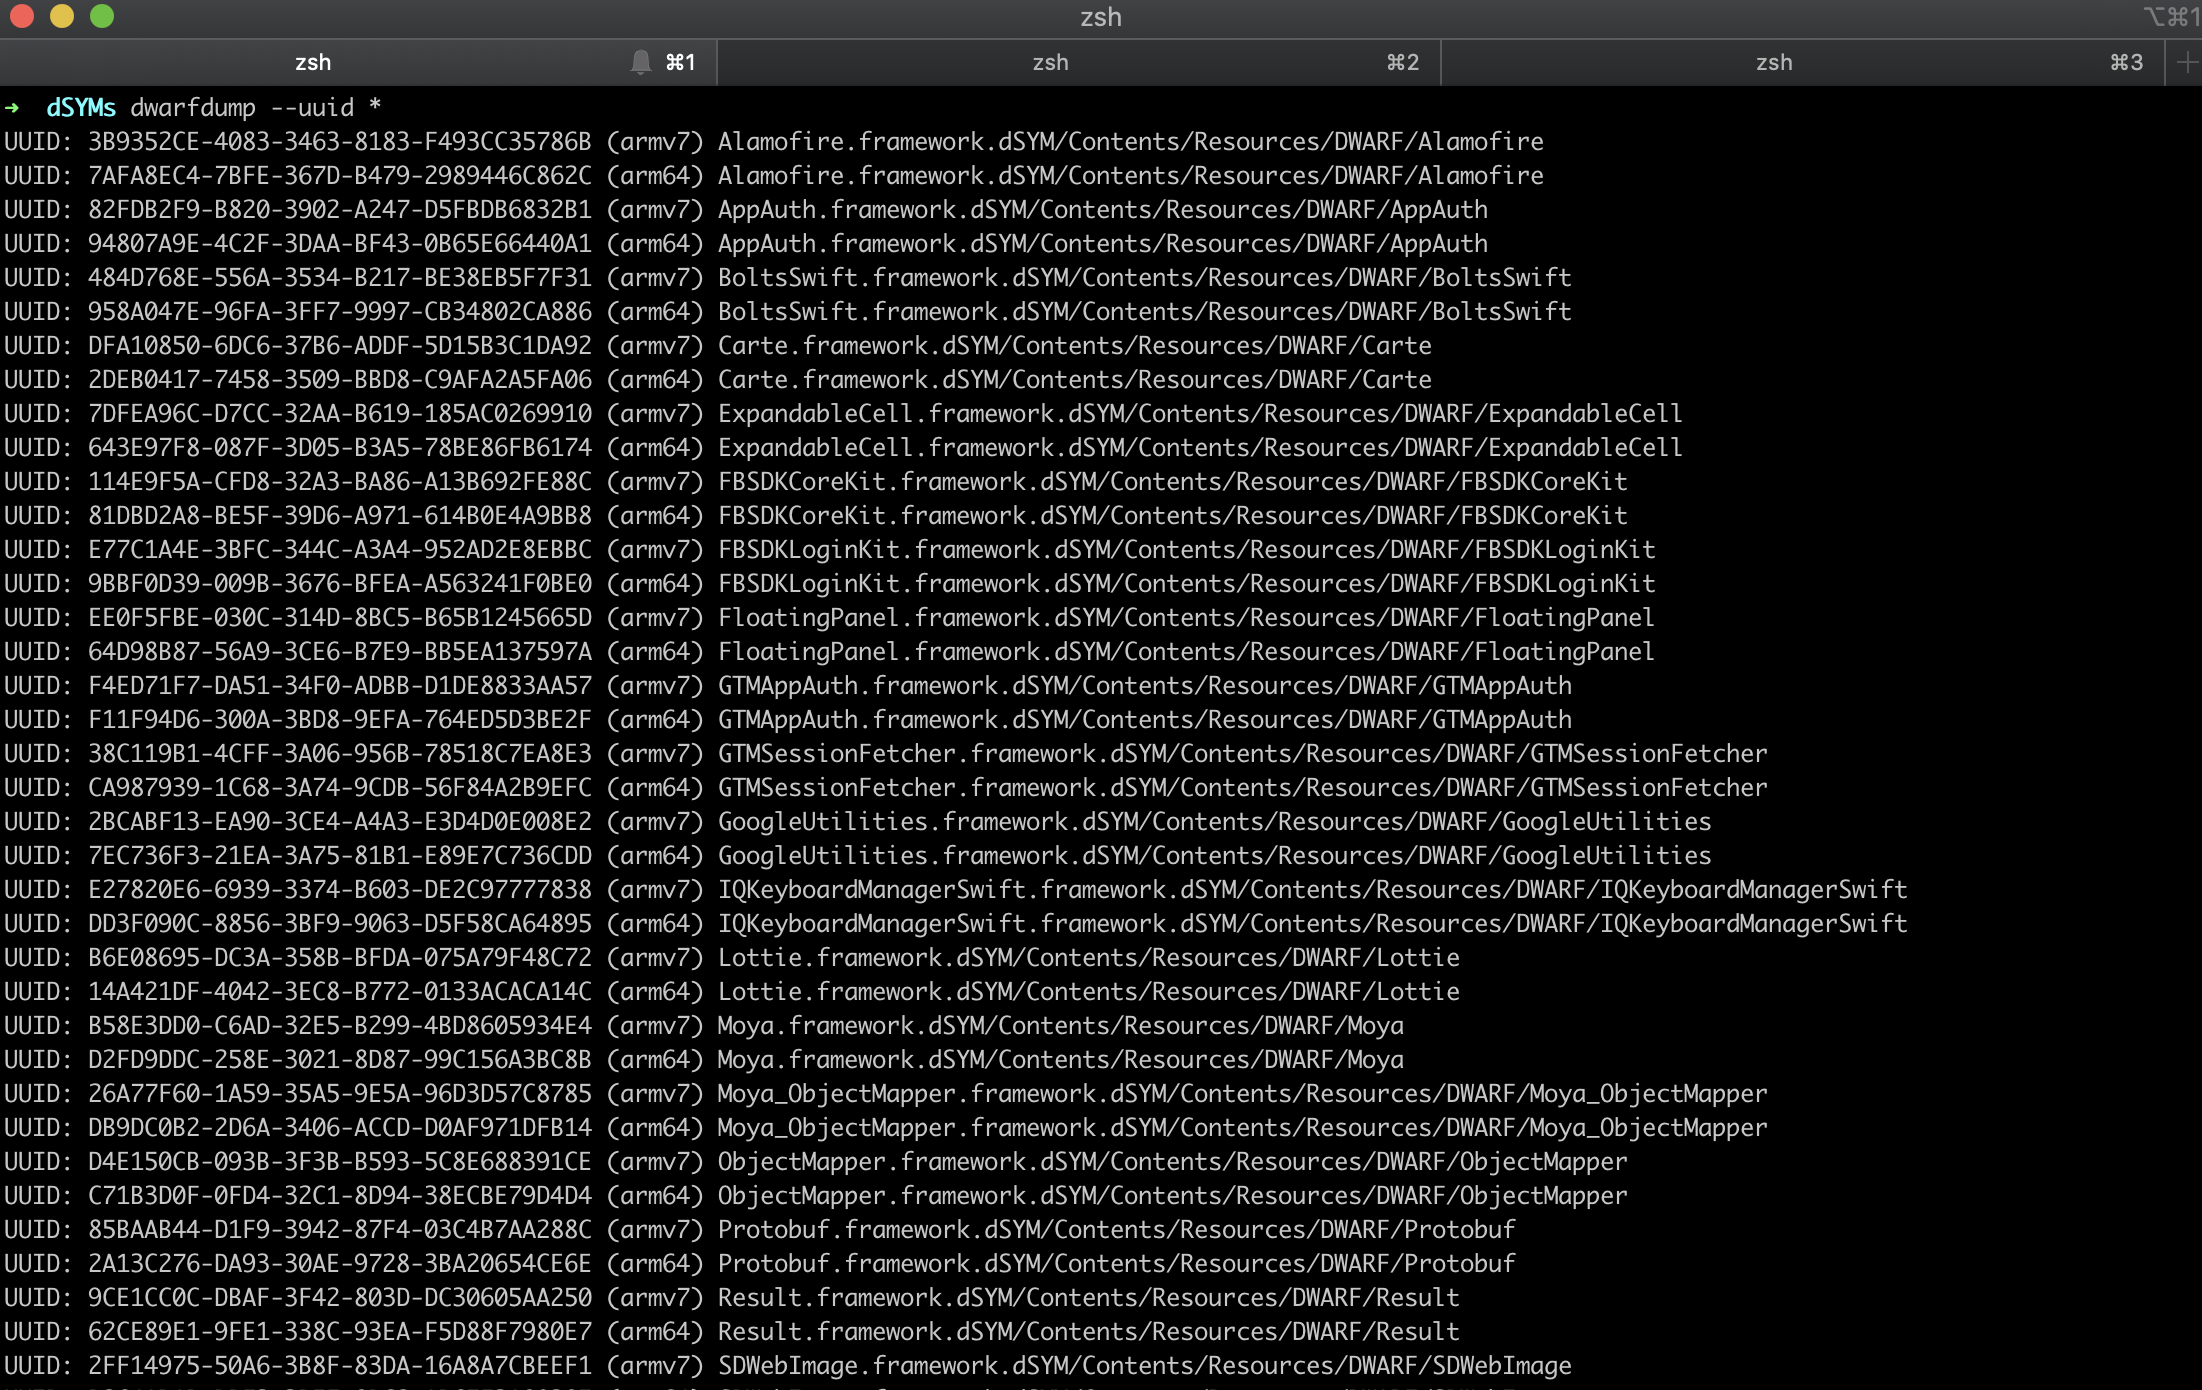 zsh
⌥⌘1
zsh ⌘1 zsh ⌘2 zsh ⌘3 +
➜ dSYMs dwarfdump --uuid *
UUID: 3B9352CE-4083-3463-8183-F493CC35786B (armv7) Alamofire.framework.dSYM/Contents/Resources/DWARF/Alamofire
UUID: 7AFA8EC4-7BFE-367D-B479-2989446C862C (arm64) Alamofire.framework.dSYM/Contents/Resources/DWARF/Alamofire
UUID: 82FDB2F9-B820-3902-A247-D5FBDB6832B1 (armv7) AppAuth.framework.dSYM/Contents/Resources/DWARF/AppAuth
UUID: 94807A9E-4C2F-3DAA-BF43-0B65E66440A1 (arm64) AppAuth.framework.dSYM/Contents/Resources/DWARF/AppAuth
UUID: 484D768E-556A-3534-B217-BE38EB5F7F31 (armv7) BoltsSwift.framework.dSYM/Contents/Resources/DWARF/BoltsSwift
UUID: 958A047E-96FA-3FF7-9997-CB34802CA886 (arm64) BoltsSwift.framework.dSYM/Contents/Resources/DWARF/BoltsSwift
UUID: DFA10850-6DC6-37B6-ADDF-5D15B3C1DA92 (armv7) Carte.framework.dSYM/Contents/Resources/DWARF/Carte
UUID: 2DEB0417-7458-3509-BBD8-C9AFA2A5FA06 (arm64) Carte.framework.dSYM/Contents/Resources/DWARF/Carte
UUID: 7DFEA96C-D7CC-32AA-B619-185AC0269910 (armv7) ExpandableCell.framework.dSYM/Contents/Resources/DWARF/ExpandableCell
UUID: 643E97F8-087F-3D05-B3A5-78BE86FB6174 (arm64) ExpandableCell.framework.dSYM/Contents/Resources/DWARF/ExpandableCell
UUID: 114E9F5A-CFD8-32A3-BA86-A13B692FE88C (armv7) FBSDKCoreKit.framework.dSYM/Contents/Resources/DWARF/FBSDKCoreKit
UUID: 81DBD2A8-BE5F-39D6-A971-614B0E4A9BB8 (arm64) FBSDKCoreKit.framework.dSYM/Contents/Resources/DWARF/FBSDKCoreKit
UUID: E77C1A4E-3BFC-344C-A3A4-952AD2E8EBBC (armv7) FBSDKLoginKit.framework.dSYM/Contents/Resources/DWARF/FBSDKLoginKit
UUID: 9BBF0D39-009B-3676-BFEA-A563241F0BE0 (arm64) FBSDKLoginKit.framework.dSYM/Contents/Resources/DWARF/FBSDKLoginKit
UUID: EE0F5FBE-030C-314D-8BC5-B65B1245665D (armv7) FloatingPanel.framework.dSYM/Contents/Resources/DWARF/FloatingPanel
UUID: 64D98B87-56A9-3CE6-B7E9-BB5EA137597A (arm64) FloatingPanel.framework.dSYM/Contents/Resources/DWARF/FloatingPanel
UUID: F4ED71F7-DA51-34F0-ADBB-D1DE8833AA57 (armv7) GTMAppAuth.framework.dSYM/Contents/Resources/DWARF/GTMAppAuth
UUID: F11F94D6-300A-3BD8-9EFA-764ED5D3BE2F (arm64) GTMAppAuth.framework.dSYM/Contents/Resources/DWARF/GTMAppAuth
UUID: 38C119B1-4CFF-3A06-956B-78518C7EA8E3 (armv7) GTMSessionFetcher.framework.dSYM/Contents/Resources/DWARF/GTMSessionFetcher
UUID: CA987939-1C68-3A74-9CDB-56F84A2B9EFC (arm64) GTMSessionFetcher.framework.dSYM/Contents/Resources/DWARF/GTMSessionFetcher
UUID: 2BCABF13-EA90-3CE4-A4A3-E3D4D0E008E2 (armv7) GoogleUtilities.framework.dSYM/Contents/Resources/DWARF/GoogleUtilities
UUID: 7EC736F3-21EA-3A75-81B1-E89E7C736CDD (arm64) GoogleUtilities.framework.dSYM/Contents/Resources/DWARF/GoogleUtilities
UUID: E27820E6-6939-3374-B603-DE2C97777838 (armv7) IQKeyboardManagerSwift.framework.dSYM/Contents/Resources/DWARF/IQKeyboardManagerSwift
UUID: DD3F090C-8856-3BF9-9063-D5F58CA64895 (arm64) IQKeyboardManagerSwift.framework.dSYM/Contents/Resources/DWARF/IQKeyboardManagerSwift
UUID: B6E08695-DC3A-358B-BFDA-075A79F48C72 (armv7) Lottie.framework.dSYM/Contents/Resources/DWARF/Lottie
UUID: 14A421DF-4042-3EC8-B772-0133ACACA14C (arm64) Lottie.framework.dSYM/Contents/Resources/DWARF/Lottie
UUID: B58E3DD0-C6AD-32E5-B299-4BD8605934E4 (armv7) Moya.framework.dSYM/Contents/Resources/DWARF/Moya
UUID: D2FD9DDC-258E-3021-8D87-99C156A3BC8B (arm64) Moya.framework.dSYM/Contents/Resources/DWARF/Moya
UUID: 26A77F60-1A59-35A5-9E5A-96D3D57C8785 (armv7) Moya_ObjectMapper.framework.dSYM/Contents/Resources/DWARF/Moya_ObjectMapper
UUID: DB9DC0B2-2D6A-3406-ACCD-D0AF971DFB14 (arm64) Moya_ObjectMapper.framework.dSYM/Contents/Resources/DWARF/Moya_ObjectMapper
UUID: D4E150CB-093B-3F3B-B593-5C8E688391CE (armv7) ObjectMapper.framework.dSYM/Contents/Resources/DWARF/ObjectMapper
UUID: C71B3D0F-0FD4-32C1-8D94-38ECBE79D4D4 (arm64) ObjectMapper.framework.dSYM/Contents/Resources/DWARF/ObjectMapper
UUID: 85BAAB44-D1F9-3942-87F4-03C4B7AA288C (armv7) Protobuf.framework.dSYM/Contents/Resources/DWARF/Protobuf
UUID: 2A13C276-DA93-30AE-9728-3BA20654CE6E (arm64) Protobuf.framework.dSYM/Contents/Resources/DWARF/Protobuf
UUID: 9CE1CC0C-DBAF-3F42-803D-DC30605AA250 (armv7) Result.framework.dSYM/Contents/Resources/DWARF/Result
UUID: 62CE89E1-9FE1-338C-93EA-F5D88F7980E7 (arm64) Result.framework.dSYM/Contents/Resources/DWARF/Result
UUID: 2FF14975-50A6-3B8F-83DA-16A8A7CBEEF1 (armv7) SDWebImage.framework.dSYM/Contents/Resources/DWARF/SDWebImage